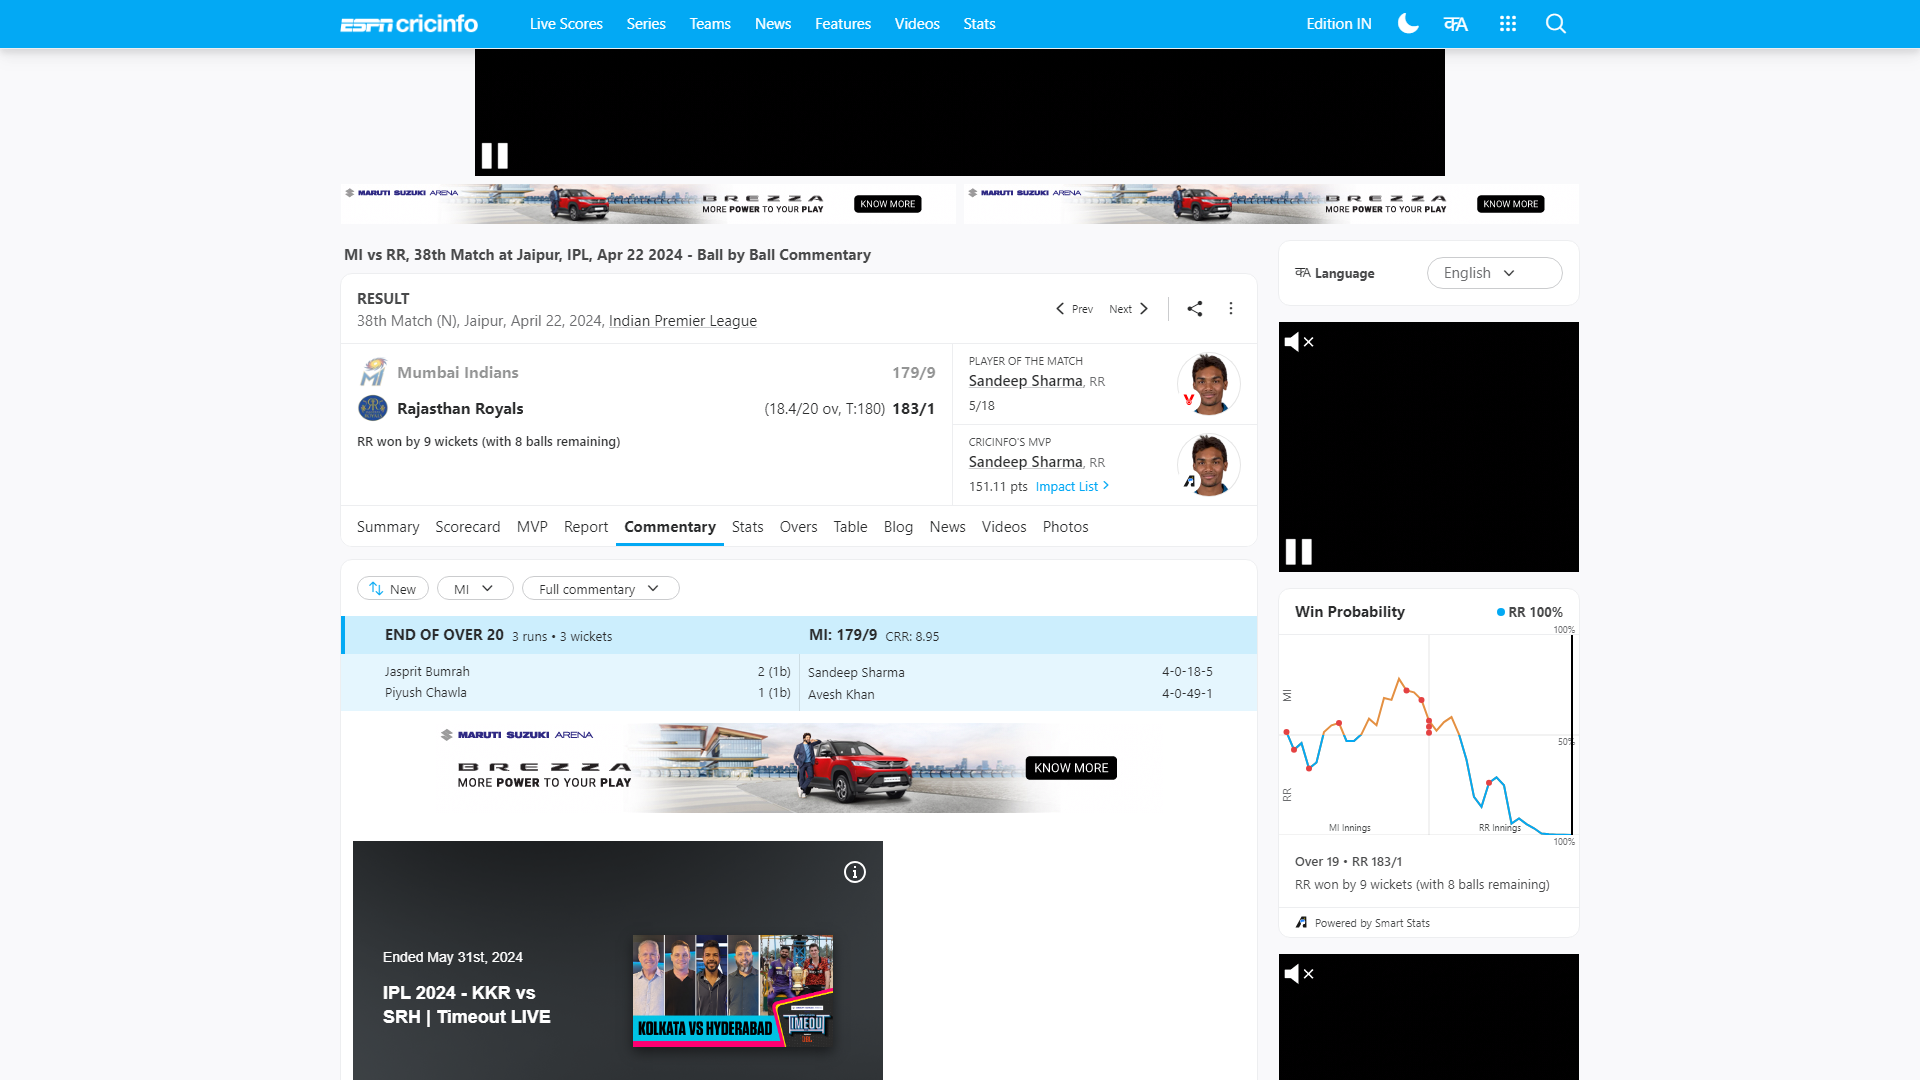 ESPN cricinfo Live Scores Series Teams News Features Videos Stats Edition IN
MARUTI SUZUKI ARENA BREZZA MORE POWER TO YOUR PLAY KNOW MORE
MARUTI SUZUKI ARENA BREZZA MORE POWER TO YOUR PLAY KNOW MORE
MI vs RR, 38th Match at Jaipur, IPL, Apr 22 2024 - Ball by Ball Commentary
RESULT
38th Match (N), Jaipur, April 22, 2024, Indian Premier League
Prev Next
Mumbai Indians 179/9
Rajasthan Royals (18.4/20 ov, T:180) 183/1
RR won by 9 wickets (with 8 balls remaining)
PLAYER OF THE MATCH
Sandeep Sharma, RR
5/18
CRICINFO'S MVP
Sandeep Sharma, RR
151.11 pts Impact List
Summary Scorecard MVP Report Commentary Stats Overs Table Blog News Videos Photos
New MI Full commentary
END OF OVER 20 3 runs • 3 wickets MI: 179/9 CRR: 8.95
Jasprit Bumrah 2 (1b) Sandeep Sharma 4-0-18-5
Piyush Chawla 1 (1b) Avesh Khan 4-0-49-1
MARUTI SUZUKI ARENA
BREZZA
MORE POWER TO YOUR PLAY
KNOW MORE
Ended May 31st, 2024
IPL 2024 - KKR vs
SRH | Timeout LIVE
KOLKATA VS HYDERABAD
TIMEOUT
क्A Language English
Win Probability RR 100%
100%
MI
50%
RR
MI Innings RR Innings
100%
Over 19 • RR 183/1
RR won by 9 wickets (with 8 balls remaining)
Powered by Smart Stats